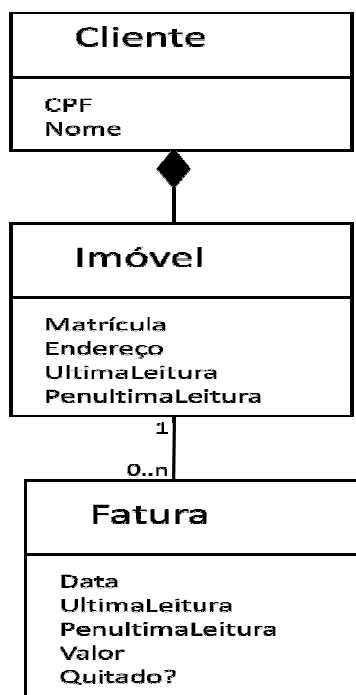 Cliente
CPF
Nome
Imóvel
Matrícula
Endereço
UltimaLeitura
PenultimaLeitura
1
0..n
Fatura
Data
UltimaLeitura
PenultimaLeitura
Valor
Quitado?